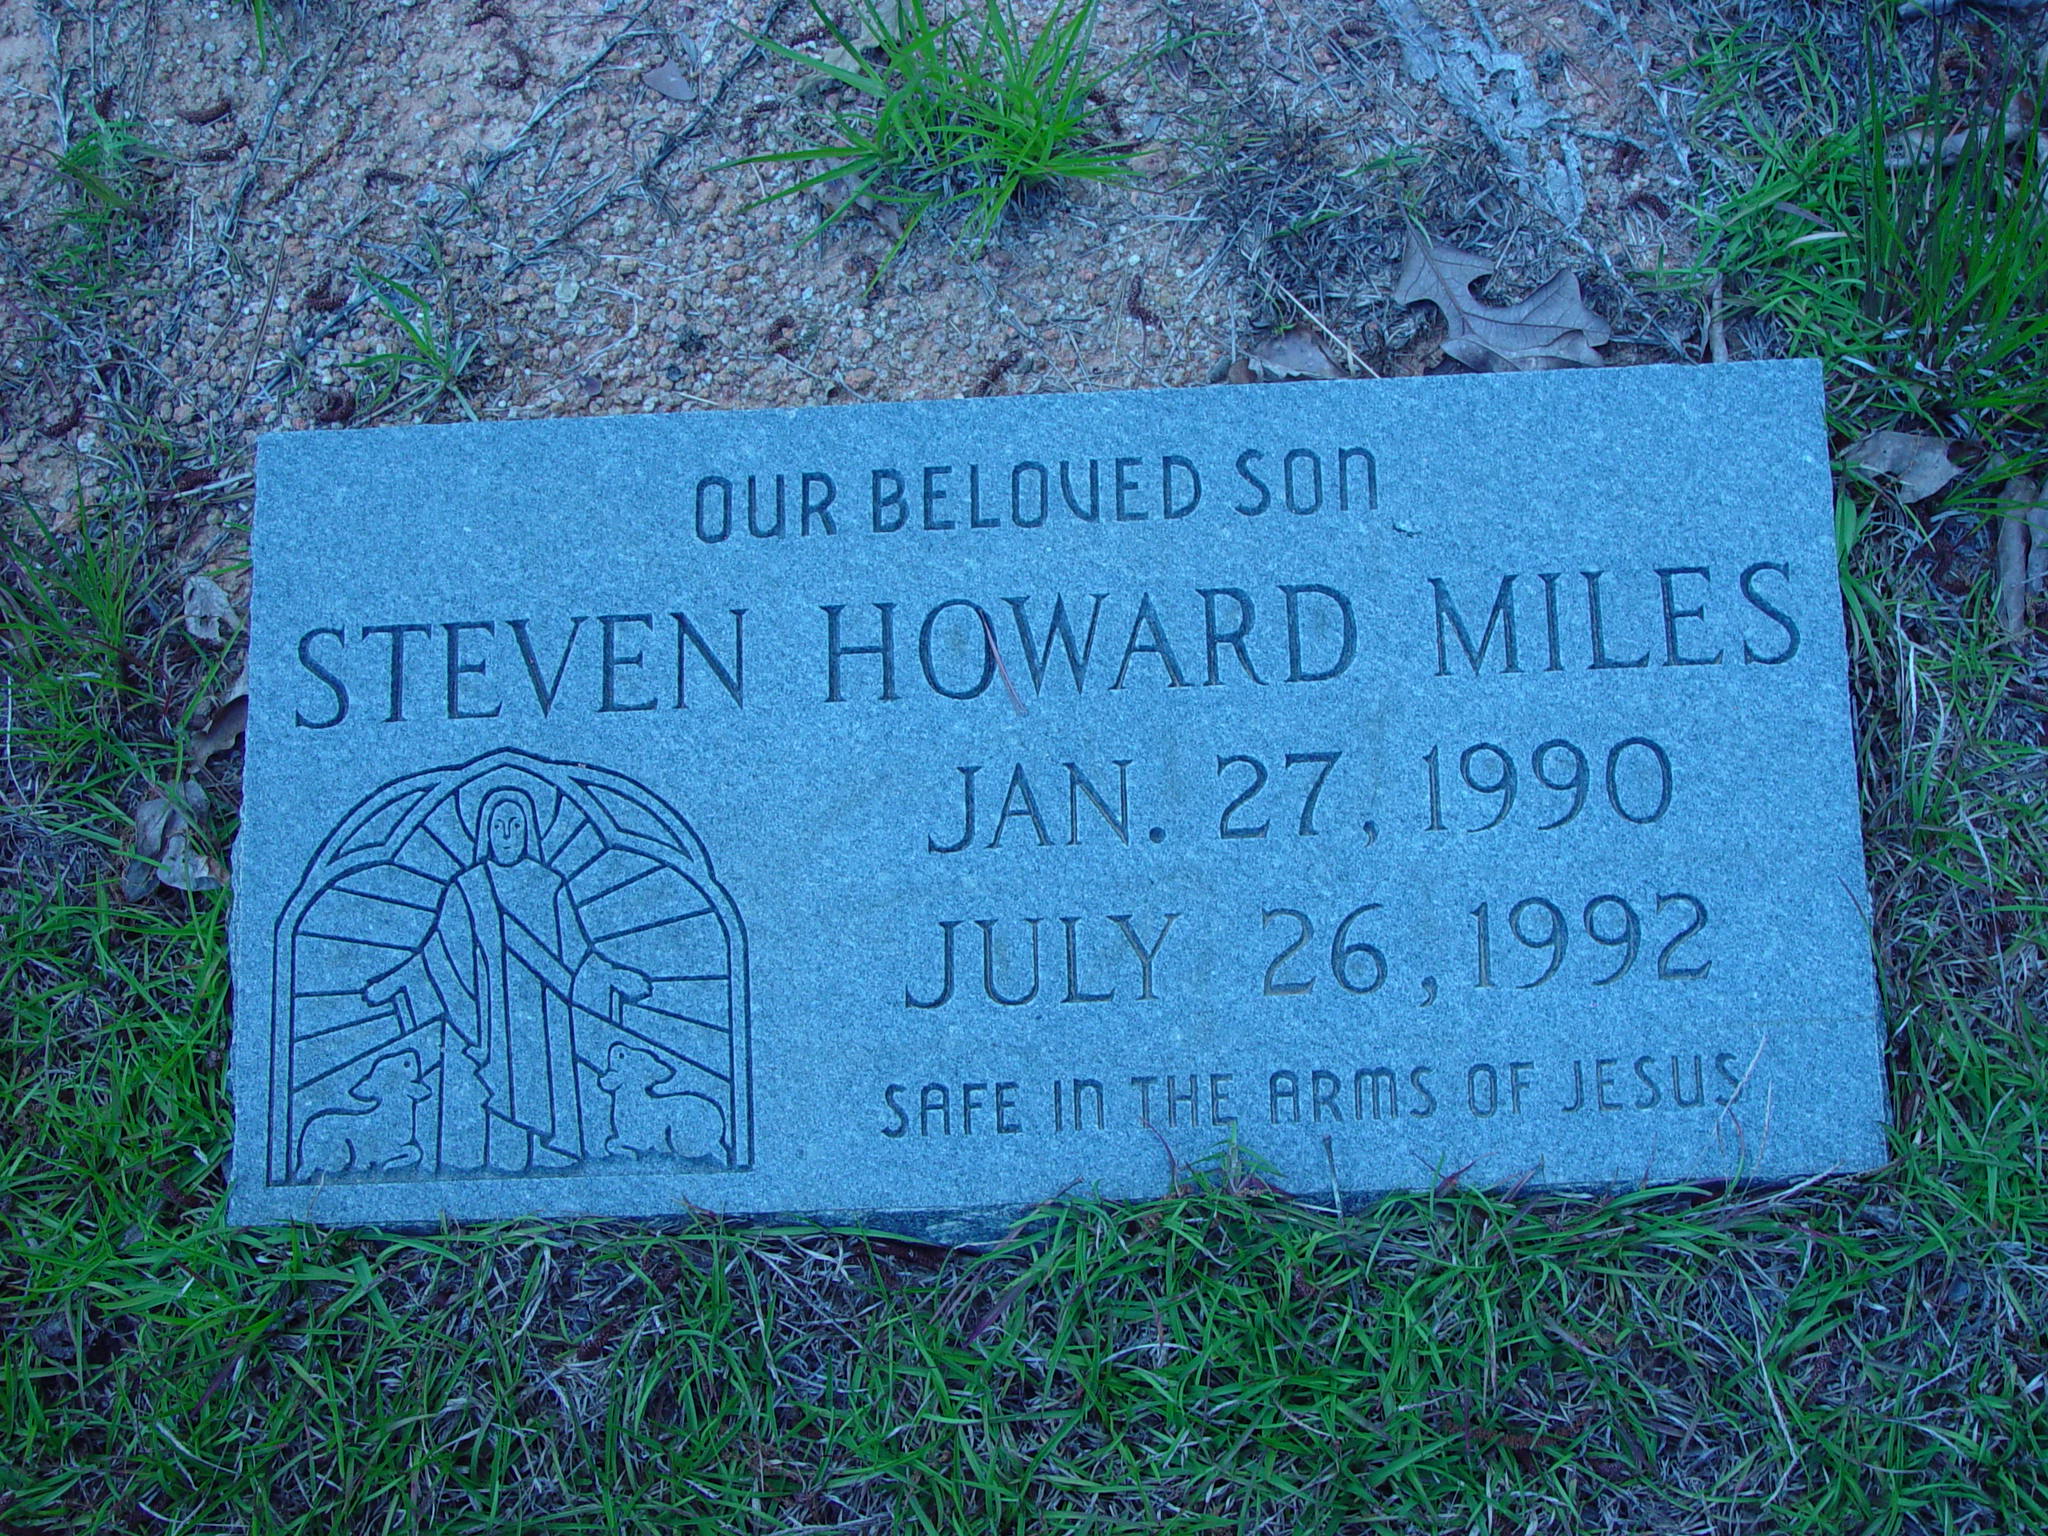 OUR BELOVED SON
STEVEN HOWARD MILES
JAN. 27, 1990
JULY 26, 1992
SAFE IN THE ARMS OF JESUS